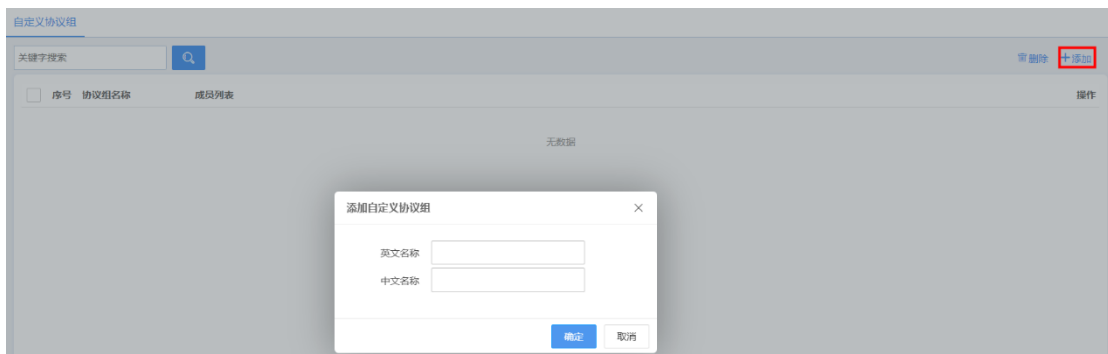 自定义协议组
关键字搜索
删除 添加
序号 协议组名称 成员列表 操作
无数据
添加自定义协议组
英文名称
中文名称
确定 取消